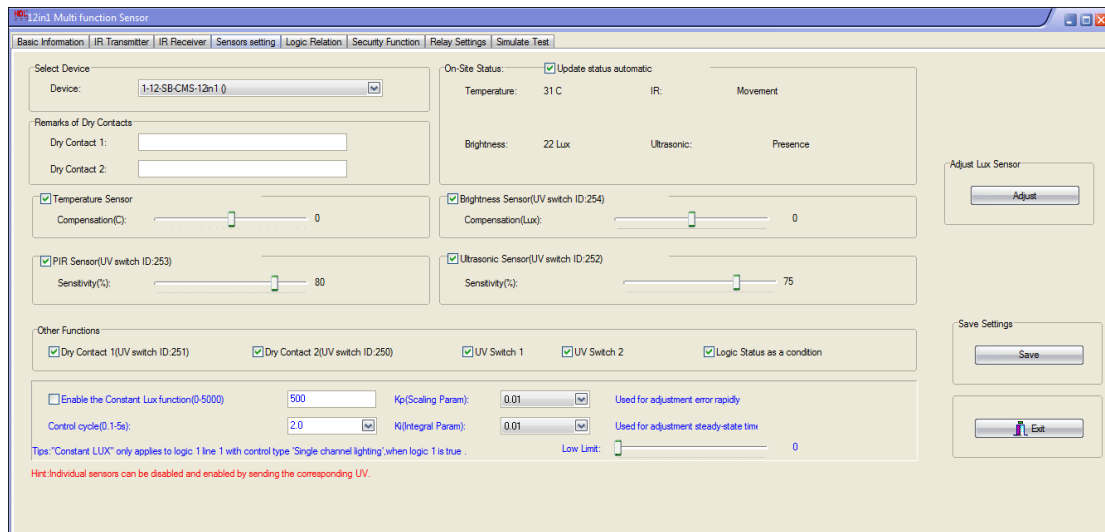 HDL 12in1 Multi function Sensor
Basic Information IR Transmitter IR Receiver Sensors setting Logic Relation Security Function Relay Settings Simulate Test
Select Device
Device: 1-12-SB-CMS-12in1 ()
Remarks of Dry Contacts
Dry Contact 1:
Dry Contact 2:
On-Site Status: Update status automatic
Temperature: 31 C IR: Movement
Brightness: 22 Lux Ultrasonic: Presence
Adjust Lux Sensor
Adjust
Temperature Sensor
Compensation(C): 0
Brightness Sensor(UV switch ID:254)
Compensation(Lux): 0
PIR Sensor(UV switch ID:253)
Sensitivity(%): 80
Ultrasonic Sensor(UV switch ID:252)
Sensitivity(%): 75
Other Functions
Dry Contact 1(UV switch ID:251) Dry Contact 2(UV switch ID:250) UV Switch 1 UV Switch 2 Logic Status as a condition
Save Settings
Save
Enable the Constant Lux function(0-5000) 500 Kp(Scaling Param): 0.01 Used for adjustment error rapidly
Control cycle(0.1-5s): 2.0 Ki(Integral Param): 0.01 Used for adjustment steady-state time
Exit
Tips:"Constant LUX" only applies to logic 1 line 1 with control type 'Single channel lighting',when logic 1 is true . Low Limit: 0
Hint:Individual sensors can be disabled and enabled by sending the corresponding UV.